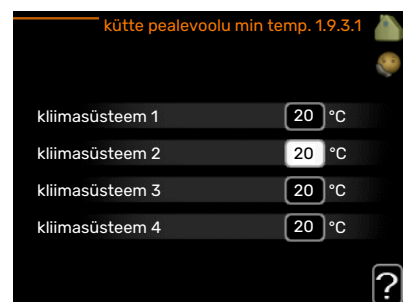 kütte pealevoolu min temp. 1.9.3.1
kliimasüsteem 1 20 °C
kliimasüsteem 2 20 °C
kliimasüsteem 3 20 °C
kliimasüsteem 4 20 °C
?